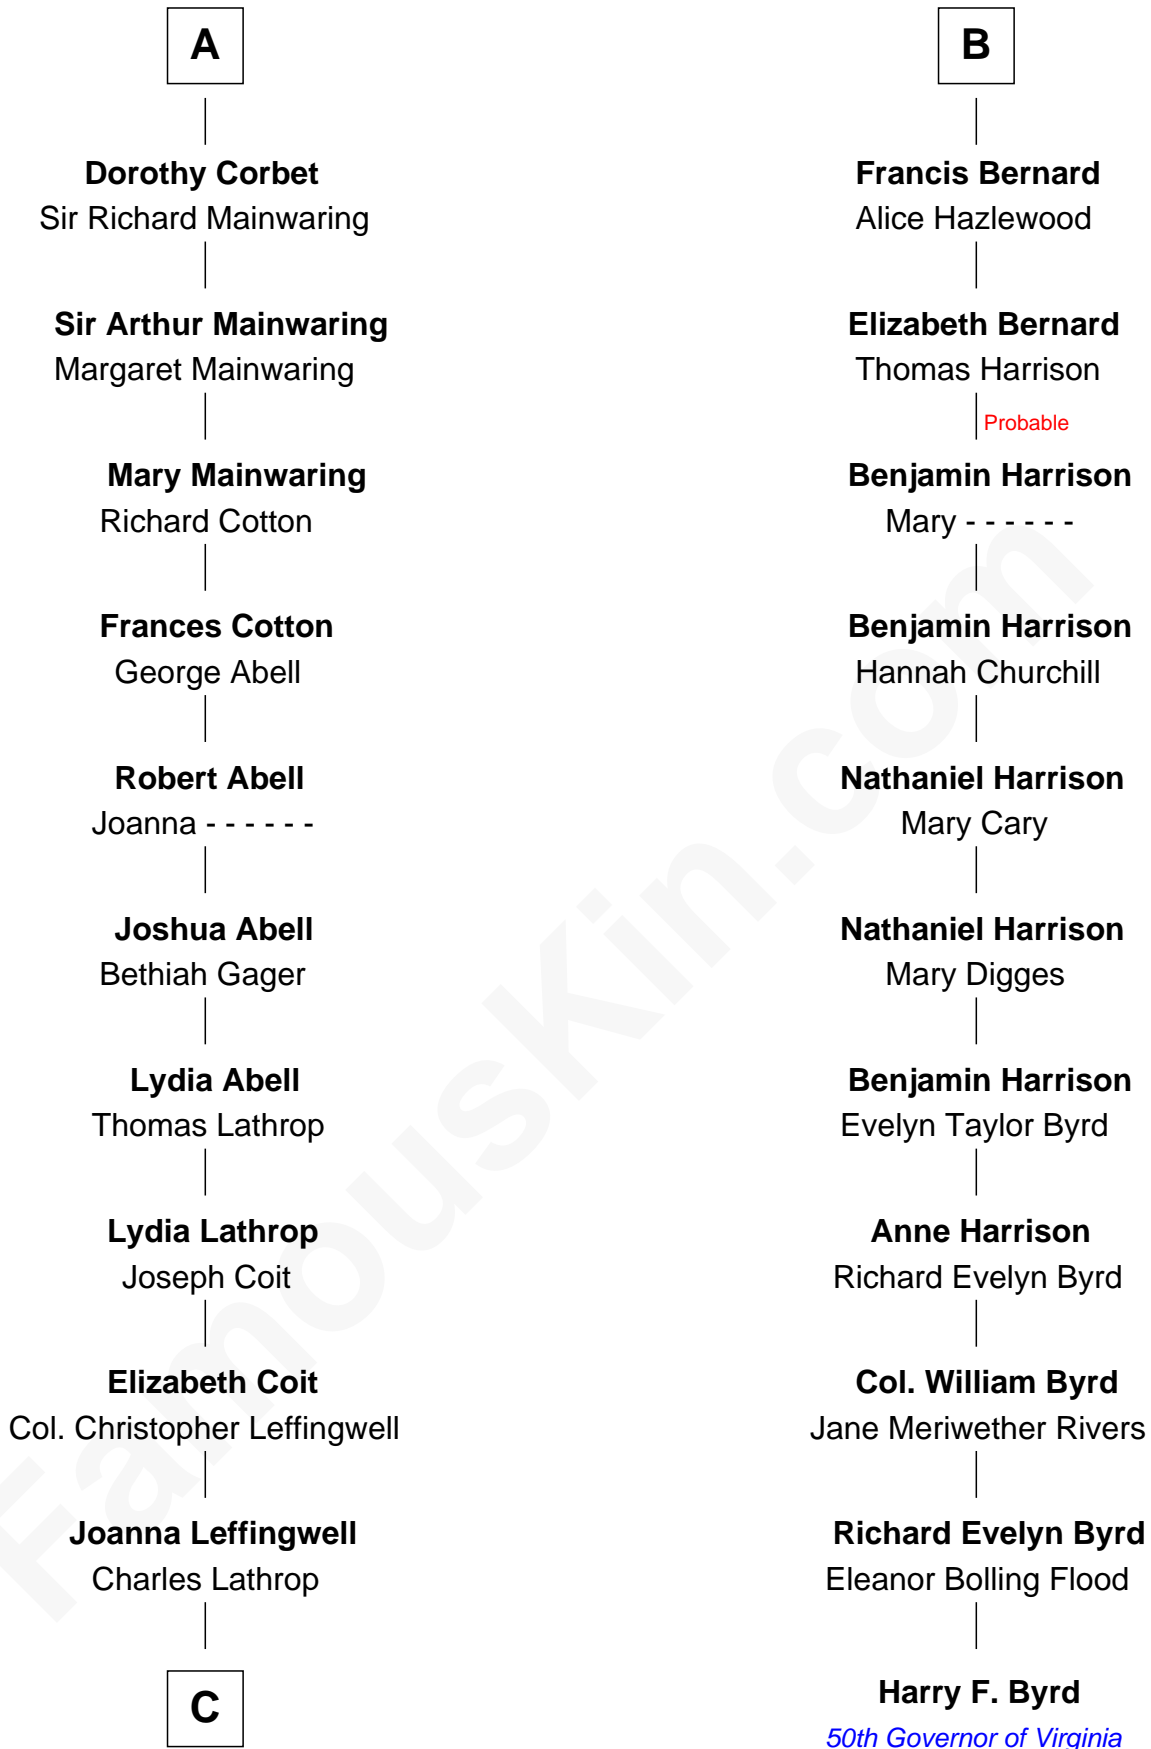 A
Dorothy Corbet
Sir Richard Mainwaring
Sir Arthur Mainwaring
Margaret Mainwaring
Mary Mainwaring
Richard Cotton
Frances Cotton
George Abell
Robert Abell
Joanna - - - - - -
Joshua Abell
Bethiah Gager
Lydia Abell
Thomas Lathrop
Lydia Lathrop
Joseph Coit
Elizabeth Coit
Col. Christopher Leffingwell
Joanna Leffingwell
Charles Lathrop
C
B
Francis Bernard
Alice Hazlewood
Elizabeth Bernard
Thomas Harrison
Probable
Benjamin Harrison
Mary - - - - - -
Benjamin Harrison
Hannah Churchill
Nathaniel Harrison
Mary Cary
Nathaniel Harrison
Mary Digges
Benjamin Harrison
Evelyn Taylor Byrd
Anne Harrison
Richard Evelyn Byrd
Col. William Byrd
Jane Meriwether Rivers
Richard Evelyn Byrd
Eleanor Bolling Flood
Harry F. Byrd
50th Governor of Virginia
FamousKin.com